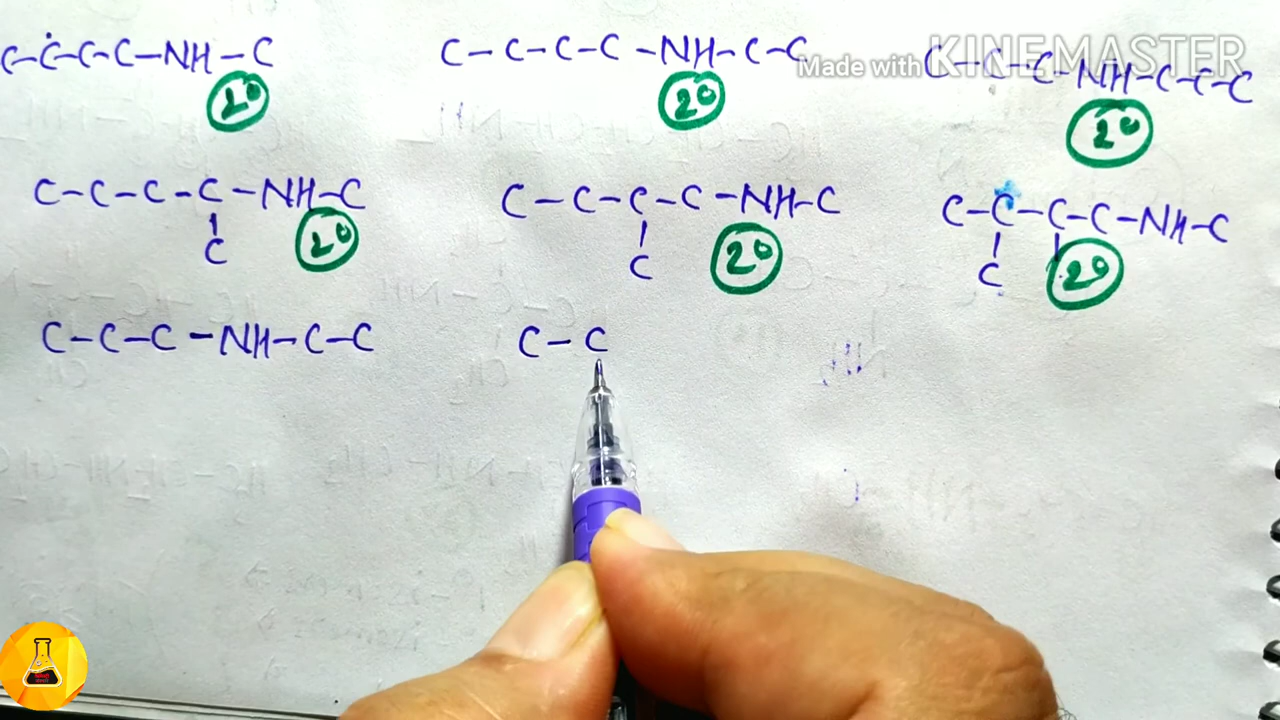 C-C-C-C-NH-C C-C-C-C-NH-C-C C-C-C-NH-C-C-C
Made with KINEMASTER
2° 2° 2°
C-C-C-C-NH-C C-C-C-C-NH-C C-C-C-C-NH-C
C 2° C 2° C 2°
C-C-C-NH-C-C C-C